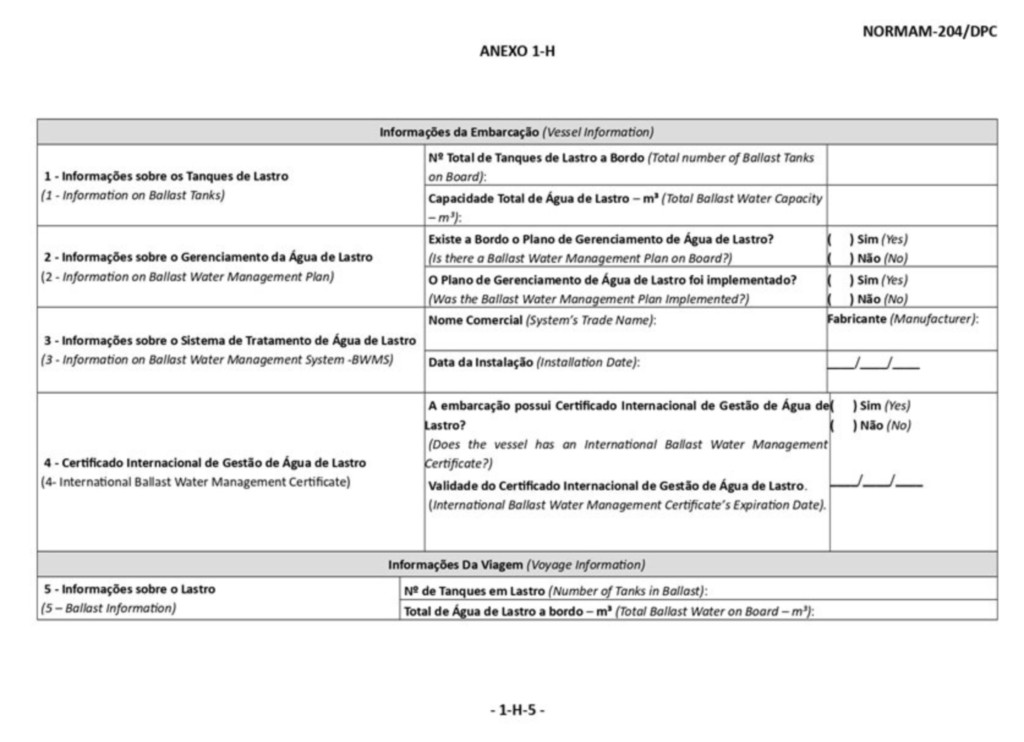 NORMAM-204/DPC
ANEXO 1-H
Informações da Embarcação (Vessel Information)
1 - Informações sobre os Tanques de Lastro
(1 - Information on Ballast Tanks)
Nº Total de Tanques de Lastro a Bordo (Total number of Ballast Tanks
on Board):
Capacidade Total de Água de Lastro – m³ (Total Ballast Water Capacity
– m³):
2 - Informações sobre o Gerenciamento da Água de Lastro
(2 - Information on Ballast Water Management Plan)
Existe a Bordo o Plano de Gerenciamento de Água de Lastro?
(Is there a Ballast Water Management Plan on Board?)
( ) Sim (Yes)
( ) Não (No)
O Plano de Gerenciamento de Água de Lastro foi implementado?
(Was the Ballast Water Management Plan Implemented?)
( ) Sim (Yes)
( ) Não (No)
3 - Informações sobre o Sistema de Tratamento de Água de Lastro
(3 - Information on Ballast Water Management System -BWMS)
Nome Comercial (System's Trade Name):
Fabricante (Manufacturer):
Data da Instalação (Installation Date):
____/____/____
4 - Certificado Internacional de Gestão de Água de Lastro
(4- International Ballast Water Management Certificate)
A embarcação possui Certificado Internacional de Gestão de Água de
Lastro?
(Does the vessel has an International Ballast Water Management
Certificate?)
( ) Sim (Yes)
( ) Não (No)
Validade do Certificado Internacional de Gestão de Água de Lastro.
(International Ballast Water Management Certificate's Expiration Date).
____/____/____
Informações Da Viagem (Voyage Information)
5 - Informações sobre o Lastro
(5 – Ballast Information)
Nº de Tanques em Lastro (Number of Tanks in Ballast):
Total de Água de Lastro a bordo – m³ (Total Ballast Water on Board – m³):
- 1-H-5 -